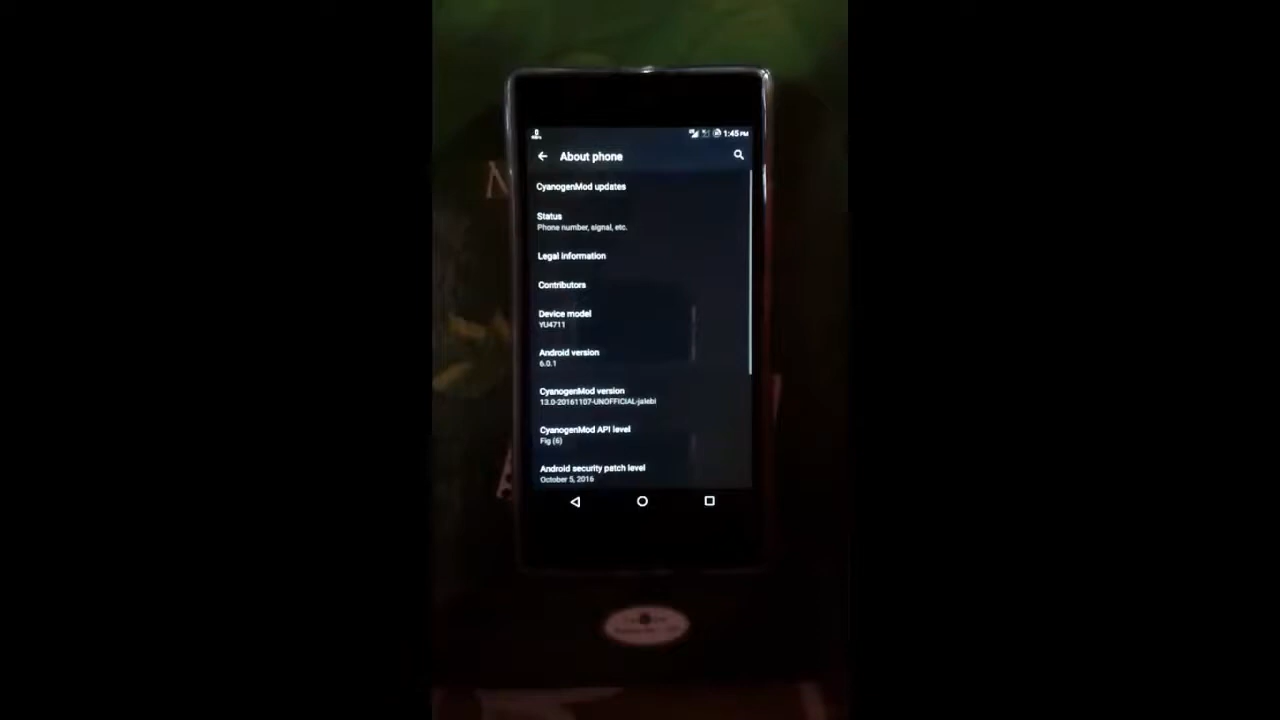 1:45 PM
About phone
CyanogenMod updates
Status
Phone number, signal, etc.
Legal information
Contributors
Device model
YU4711
Android version
6.0.1
CyanogenMod version
13.0-20161107-UNOFFICIAL-jalebi
CyanogenMod API level
Fig (6)
Android security patch level
October 5, 2016